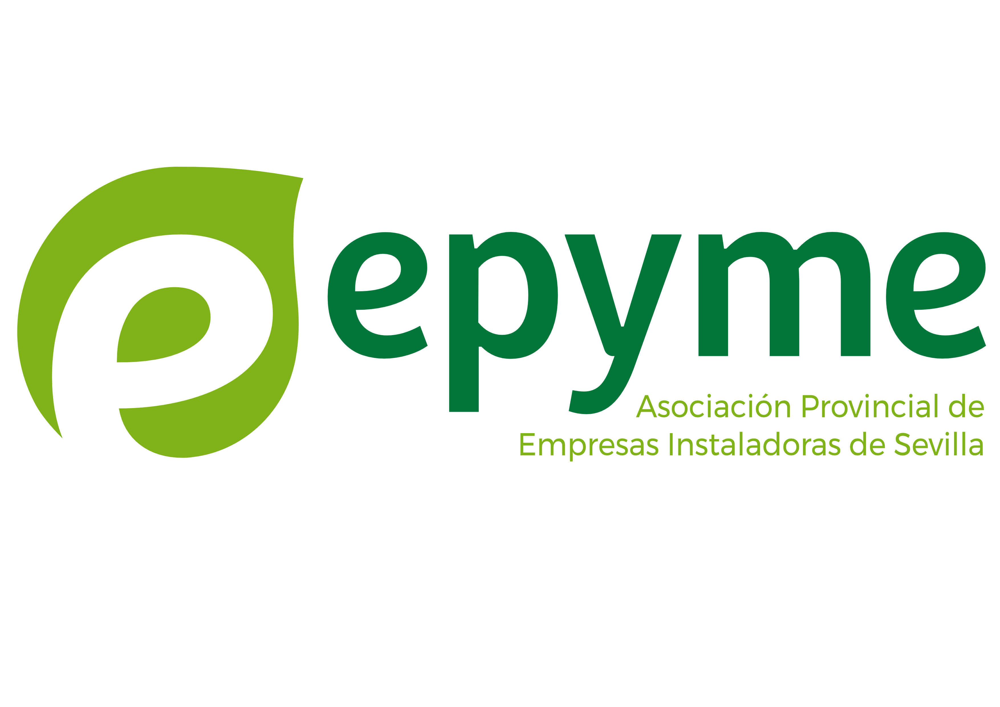 epyme
Asociación Provincial de
Empresas Instaladoras de Sevilla